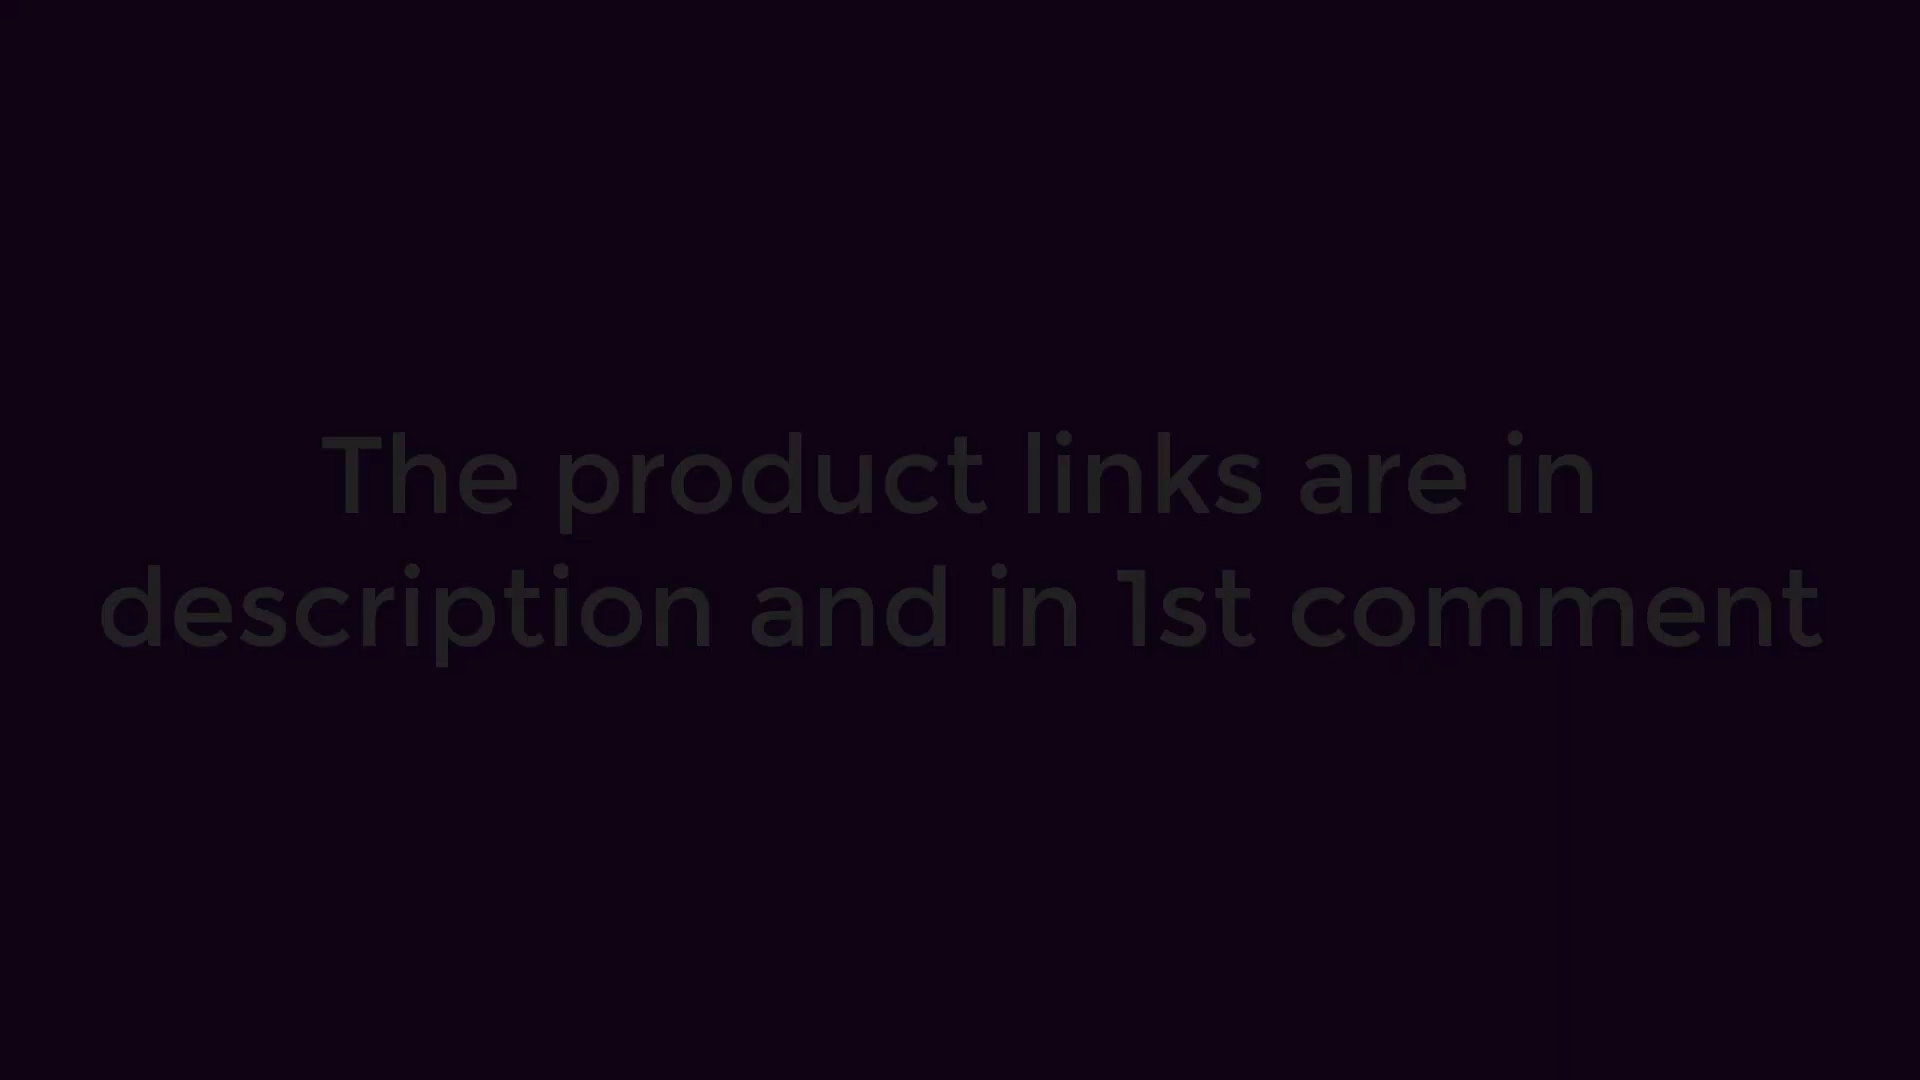 The product links are in
description and in 1st comment